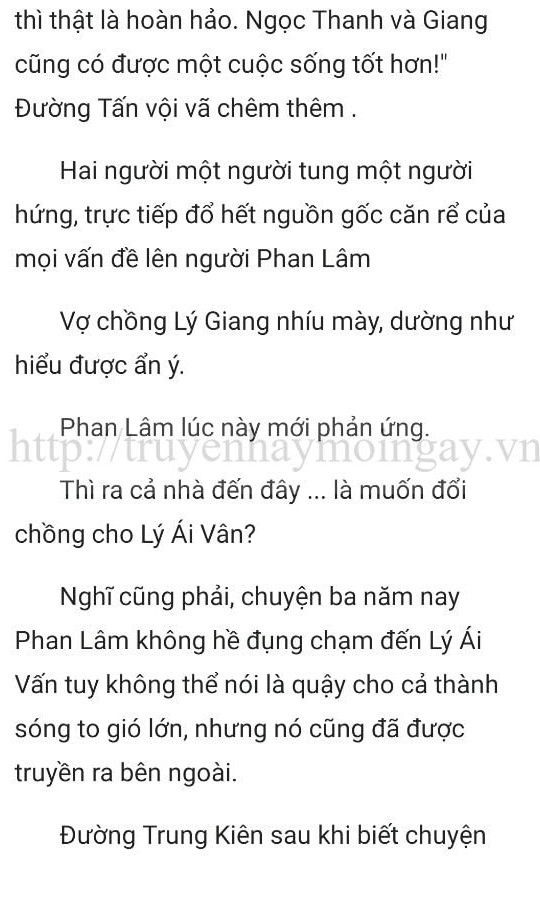 thì thật là hoàn hảo. Ngọc Thanh và Giang
cũng có được một cuộc sống tốt hơn!"
Đường Tấn vội vã chêm thêm .
Hai người một người tung một người
hứng, trực tiếp đổ hết nguồn gốc căn rể của
mọi vấn đề lên người Phan Lâm
Vợ chồng Lý Giang nhíu mày, dường như
hiểu được ẩn ý.
Phan Lâm lúc này mới phản ứng.
http://truyenhaymoingay.vn
Thì ra cả nhà đến đây ... là muốn đổi
chồng cho Lý Ái Vân?
Nghĩ cũng phải, chuyện ba năm nay
Phan Lâm không hề đụng chạm đến Lý Ái
Vấn tuy không thể nói là quậy cho cả thành
sóng to gió lớn, nhưng nó cũng đã được
truyền ra bên ngoài.
Đường Trung Kiên sau khi biết chuyện